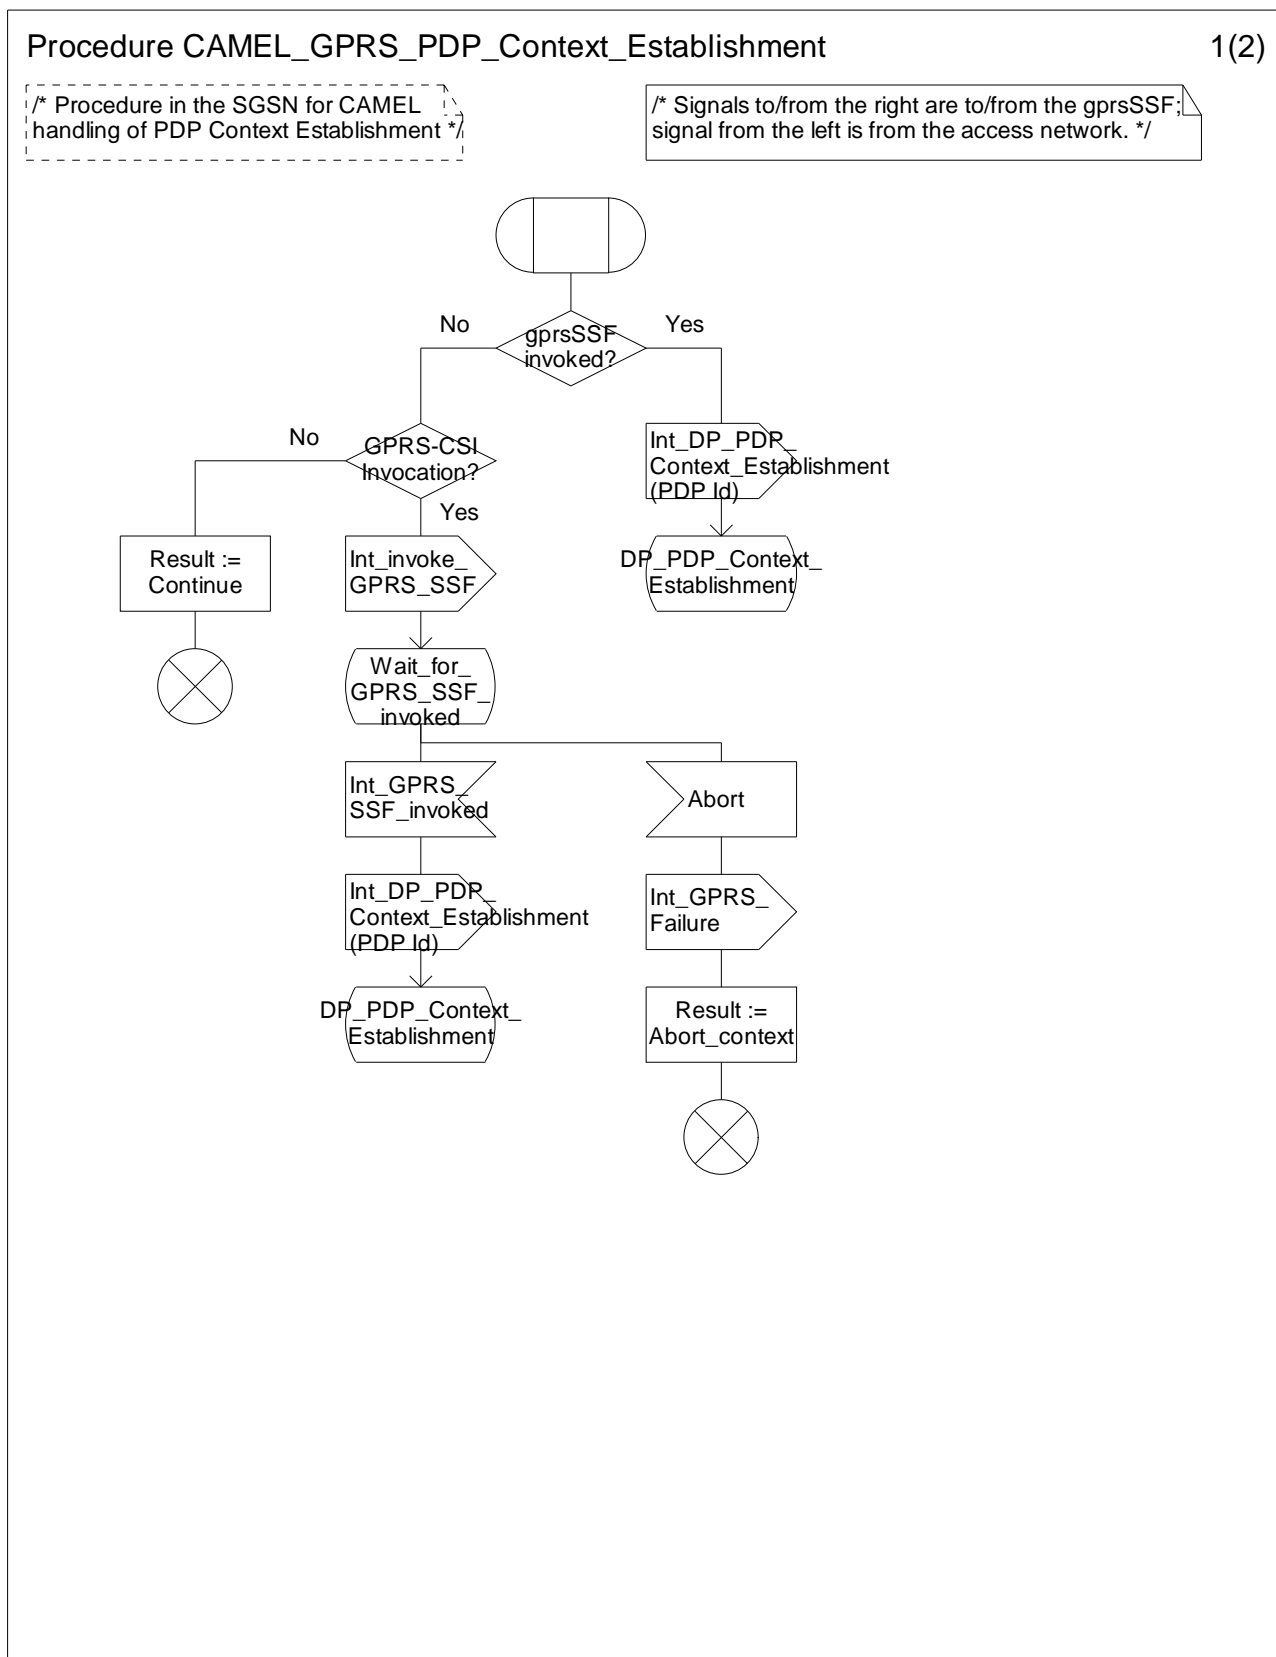 Procedure CAMEL_GPRS_PDP_Context_Establishment
1(2)
/* Procedure in the SGSN for CAMEL
handling of PDP Context Establishment */
/* Signals to/from the right are to/from the gprsSSF;
signal from the left is from the access network. */
No
gprsSSF
invoked?
Yes
No
GPRS-CSI
Invocation?
Yes
Int_DP_PDP_
Context_Establishment
(PDP Id)
Result :=
Continue
Int_invoke_
GPRS_SSF
DP_PDP_Context_
Establishment
Wait_for_
GPRS_SSF_
invoked
Int_GPRS_
SSF_invoked
Abort
Int_DP_PDP_
Context_Establishment
(PDP Id)
Int_GPRS_
Failure
DP_PDP_Context_
Establishment
Result :=
Abort_context